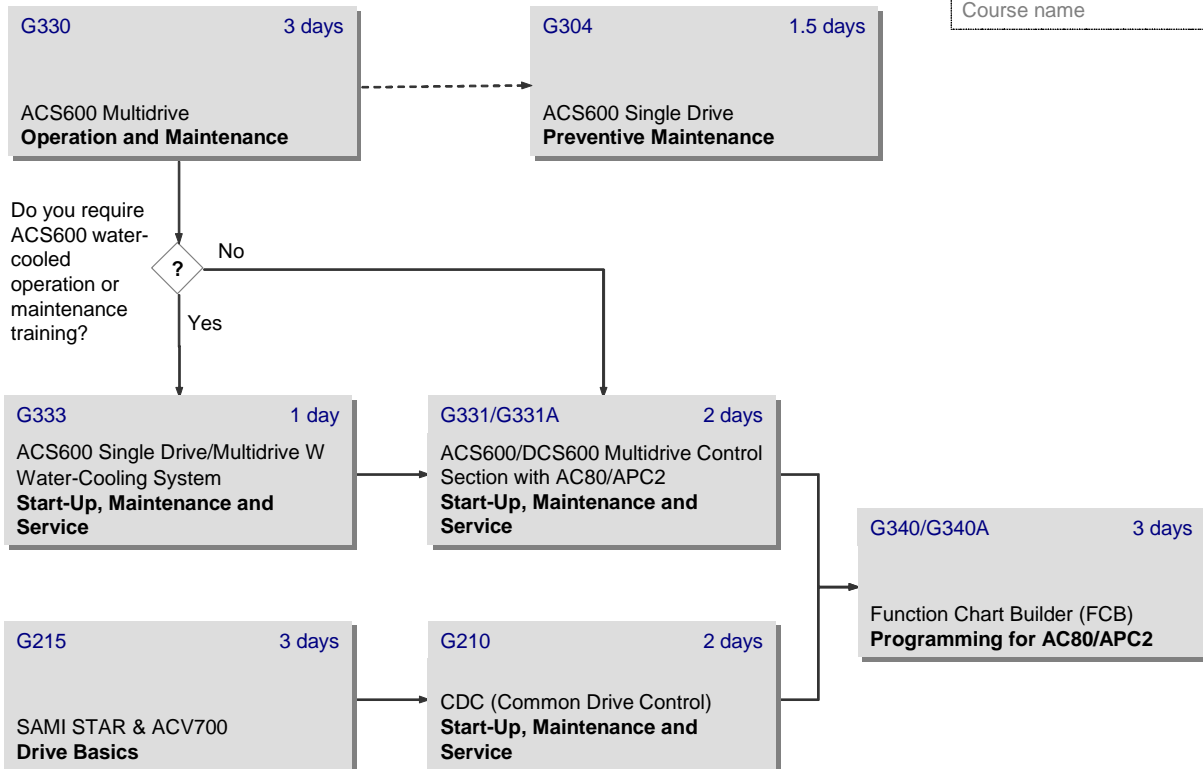 Course name
G330 3 days
ACS600 Multidrive
Operation and Maintenance
G304 1.5 days
ACS600 Single Drive
Preventive Maintenance
Do you require
ACS600 water-
cooled
operation or
maintenance
training?
?
No
Yes
G333 1 day
ACS600 Single Drive/Multidrive W
Water-Cooling System
Start-Up, Maintenance and
Service
G331/G331A 2 days
ACS600/DCS600 Multidrive Control
Section with AC80/APC2
Start-Up, Maintenance and
Service
G340/G340A 3 days
Function Chart Builder (FCB)
Programming for AC80/APC2
G215 3 days
SAMI STAR & ACV700
Drive Basics
G210 2 days
CDC (Common Drive Control)
Start-Up, Maintenance and
Service